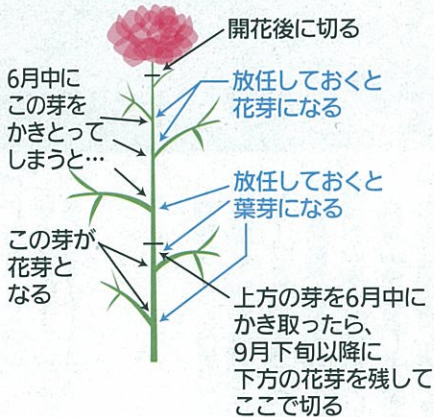 開花後に切る
6月中に
この芽を
かきとって
しまうと…
放任しておくと
花芽になる
放任しておくと
葉芽になる
この芽が
花芽と
なる
上方の芽を6月中に
かき取ったら、
9月下旬以降に
下方の花芽を残して
ここで切る